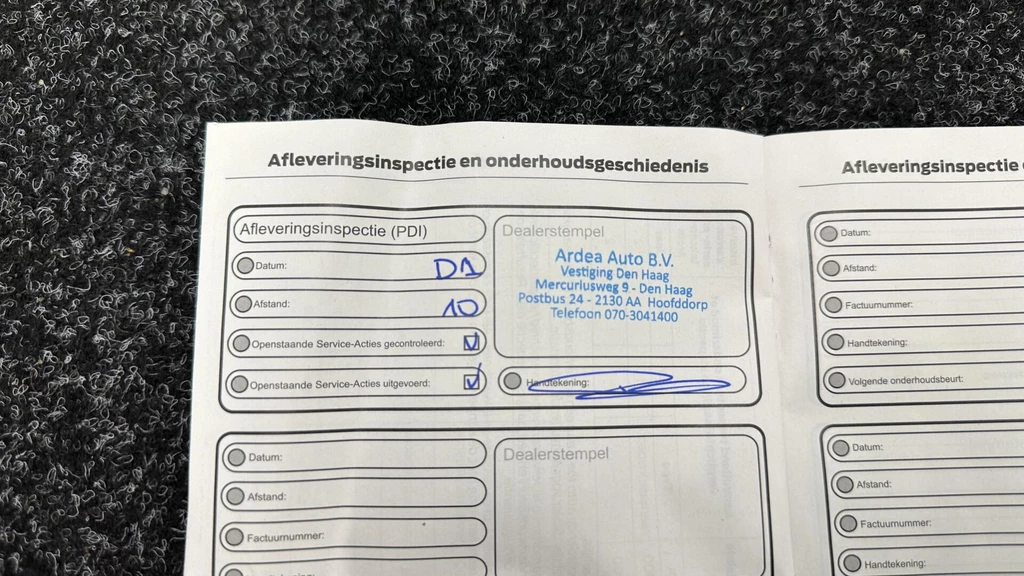 Afleveringsinspectie en onderhoudsgeschiedenis
Afleveringsinspectie (PDI)
Datum: D1
Afstand: 10
Openstaande Service-Acties gecontroleerd:
Openstaande Service-Acties uitgevoerd:
Dealerstempel
Ardea Auto B.V.
Vestiging Den Haag
Mercuriusweg 9 - Den Haag
Postbus 24 - 2130 AA Hoofddorp
Telefoon 070-3041400
Handtekening:
Datum:
Afstand:
Factuurnummer:
Dealerstempel
Afleveringsinspectie
Datum:
Afstand:
Factuurnummer:
Handtekening:
Volgende onderhoudsbeurt:
Datum:
Afstand:
Factuurnummer:
Handtekening: